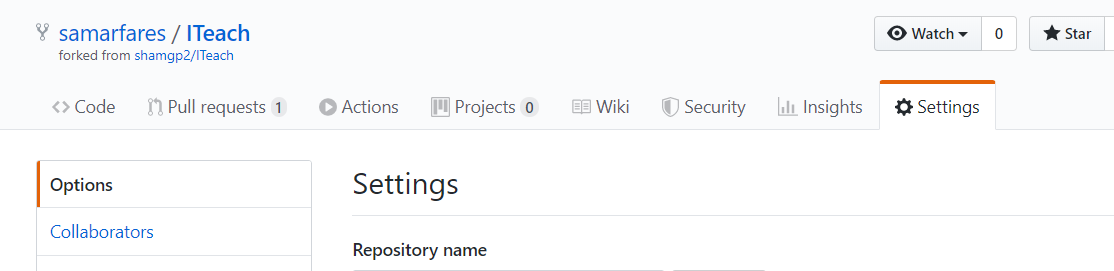 samarfares / ITeach
forked from shamgp2/ITeach
Watch 0 Star
Code Pull requests 1 Actions Projects 0 Wiki Security Insights Settings
Options
Collaborators
Settings
Repository name